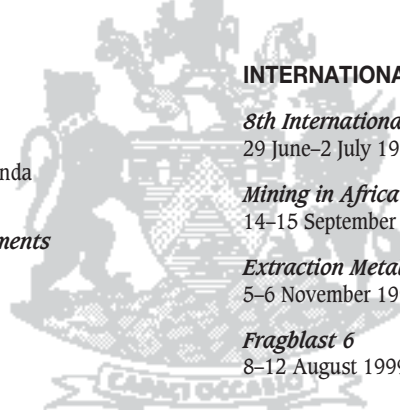 nda
ments
INTERNATIONA
8th Internationa
29 June–2 July 19
Mining in Africa
14–15 September
Extraction Metal
5–6 November 19
Fragblast 6
8–12 August 1999